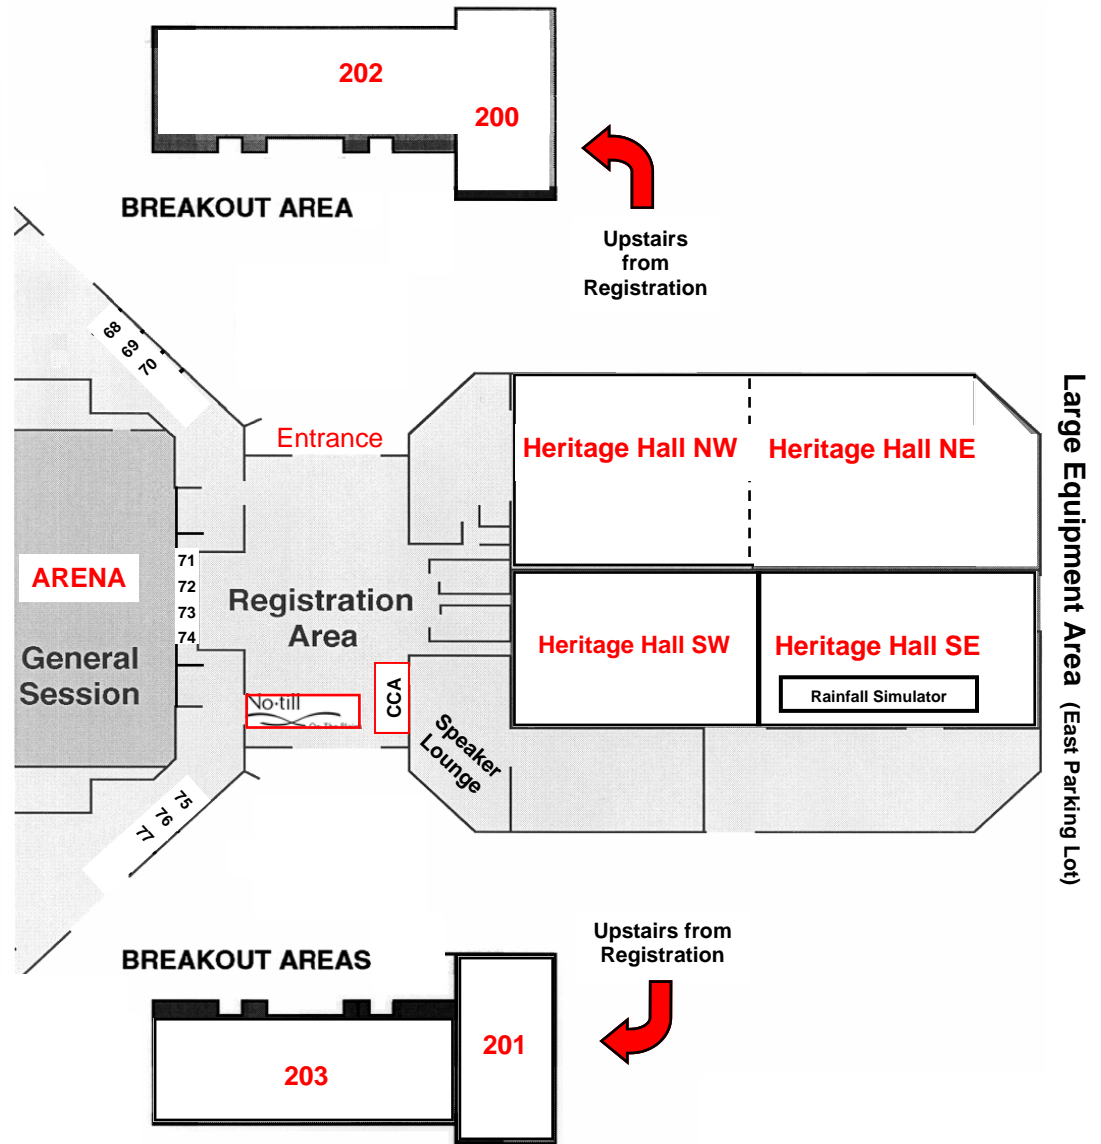 202
200
BREAKOUT AREA
Upstairs
from
Registration
68
69
70
Entrance
Heritage Hall NW
Heritage Hall NE
Large Equipment Area (East Parking Lot)
ARENA
General
Session
71
72
73
74
Registration
Area
Heritage Hall SW
Heritage Hall SE
Rainfall Simulator
No-till
CCA
Speaker
Lounge
75
76
77
BREAKOUT AREAS
Upstairs from
Registration
203
201